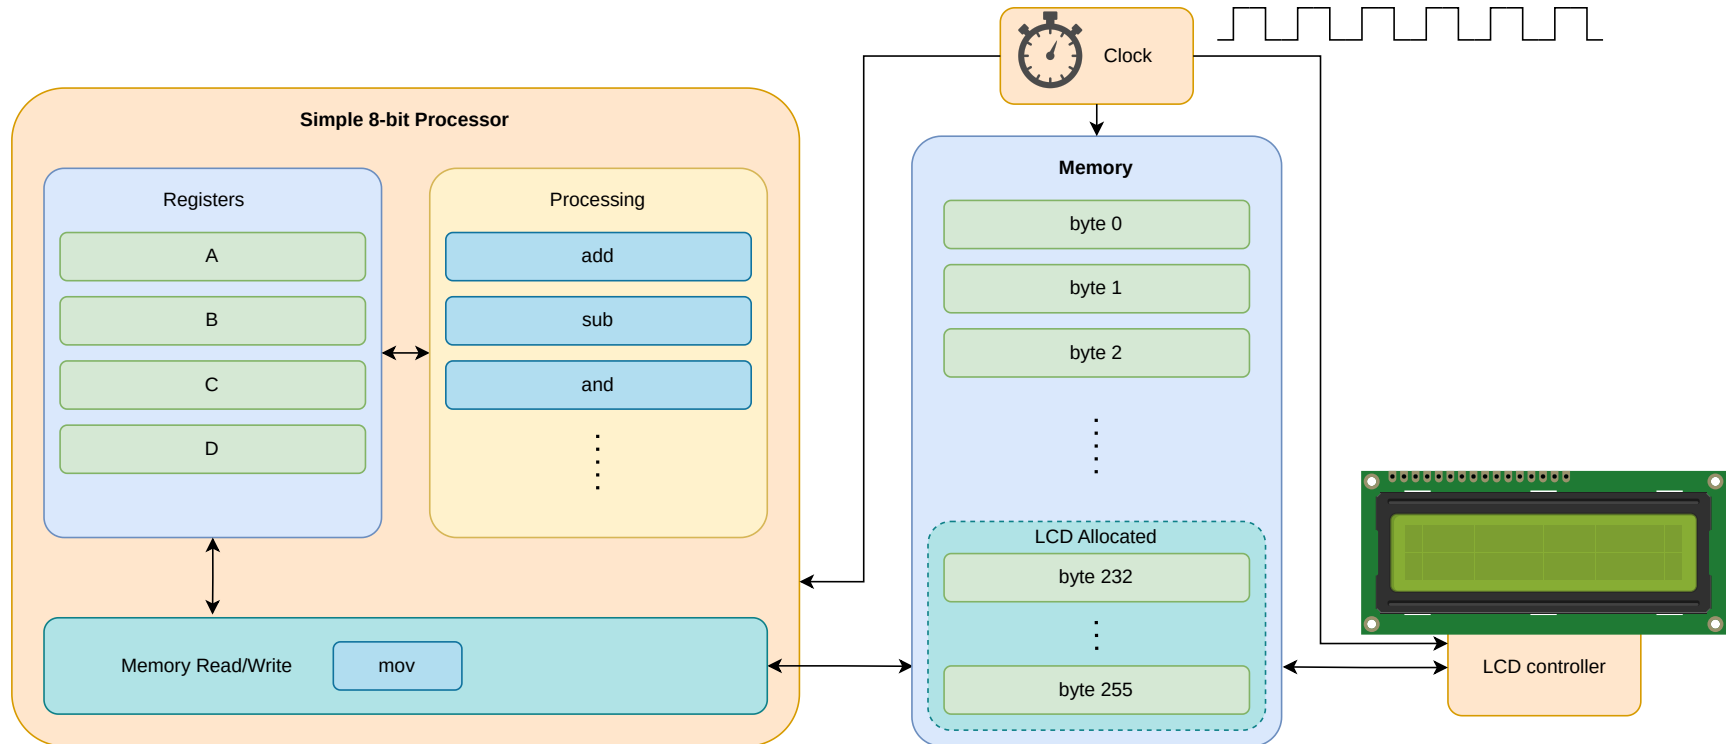 Clock
Simple 8-bit Processor
Registers
A
B
C
D
Processing
add
sub
and
Memory Read/Write
mov
Memory
byte 0
byte 1
byte 2
LCD Allocated
byte 232
byte 255
LCD controller